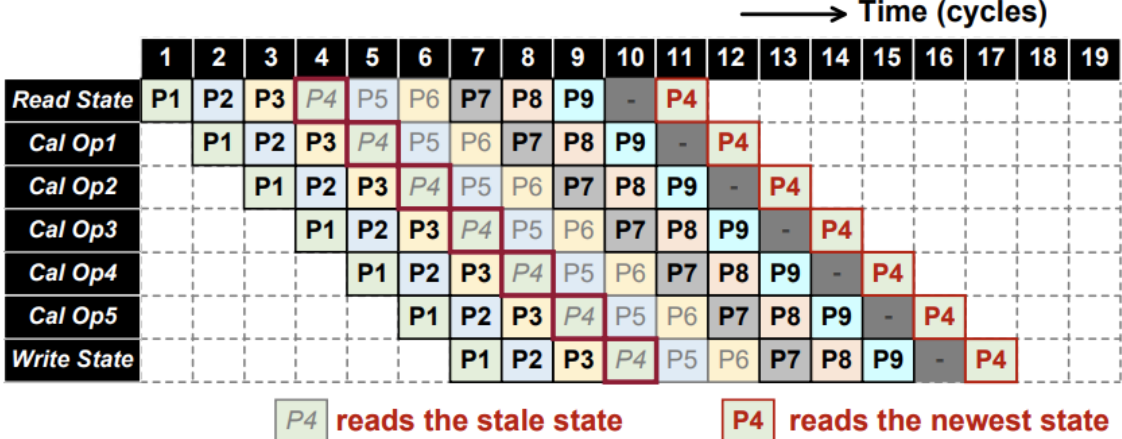 Time (cycles)
1 2 3 4 5 6 7 8 9 10 11 12 13 14 15 16 17 18 19
Read State P1 P2 P3 P4 P5 P6 P7 P8 P9 - P4
Cal Op1 P1 P2 P3 P4 P5 P6 P7 P8 P9 - P4
Cal Op2 P1 P2 P3 P4 P5 P6 P7 P8 P9 - P4
Cal Op3 P1 P2 P3 P4 P5 P6 P7 P8 P9 - P4
Cal Op4 P1 P2 P3 P4 P5 P6 P7 P8 P9 - P4
Cal Op5 P1 P2 P3 P4 P5 P6 P7 P8 P9 - P4
Write State P1 P2 P3 P4 P5 P6 P7 P8 P9 - P4
P4 reads the stale state P4 reads the newest state